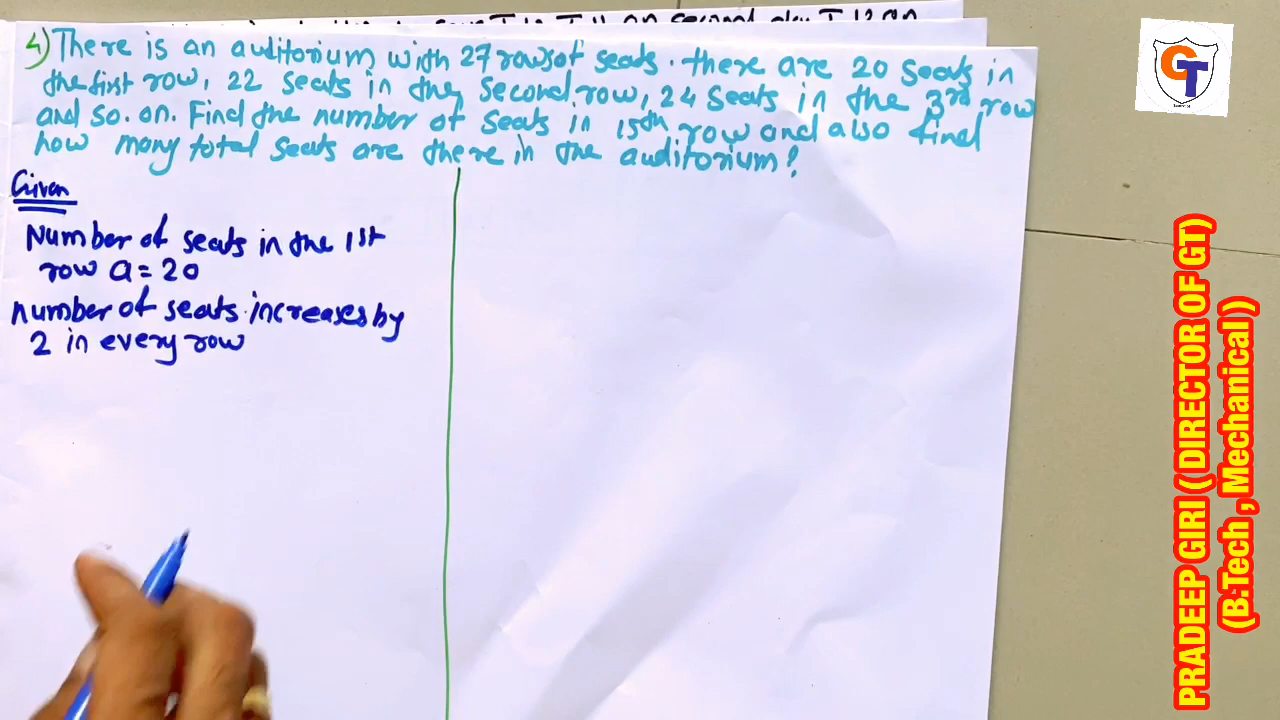 4) There is an auditorium with 27 rows of seats. there are 20 seats in
the first row, 22 seats in the second row, 24 seats in the 3rd row
and so. on. Find the number of seats in 15th row and also find
how many total seats are there in the auditorium?
Given
Number of seats in the 1st
row a = 20
number of seats increases by
2 in every row
GT
PRADEEP GIRI ( DIRECTOR OF GT)
(B.Tech , Mechanical )